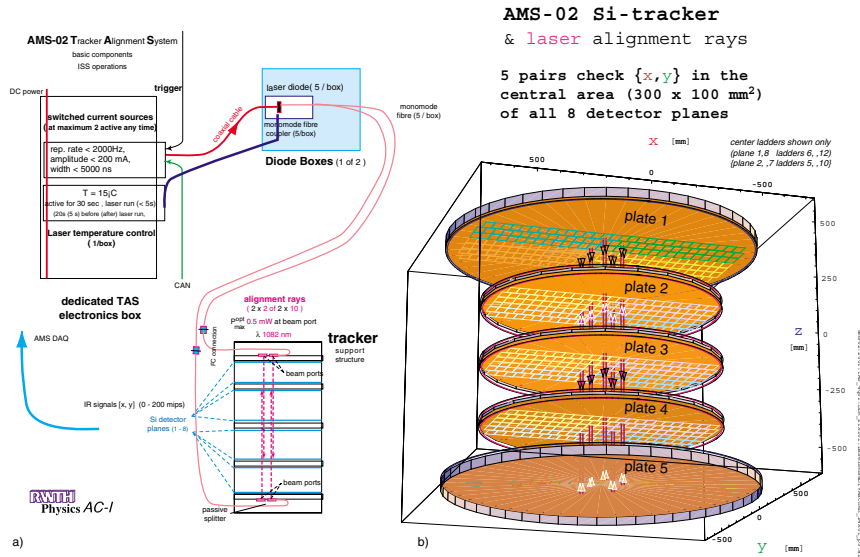 AMS-02 Tracker Alignment System
basic components
ISS operations
DC power
trigger
switched current sources
(at maximum 2 active any time)
rep. rate < 2000Hz,
amplitude < 200 mA,
width < 5000 ns
T = 15¡C
active for 30 sec , laser run (< 5s)
(20s (5 s) before (after) laser run,
Laser temperature control
( 1/box)
CAN
dedicated TAS
electronics box
AMS DAQ
coaxial cable
laser diode( 5 / box)
monomode fibre
coupler (5/box)
Diode Boxes (1 of 2 )
monomode
fibre (5 / box)
alignment rays
( 2 x 2 of 2 x 10 )
P opt max 0.5 mW at beam port
λ 1082 nm
FC connection
tracker
support
structure
beam ports
IR signals [x, y] (0 - 200 mips)
Si detector
planes (1 - 8)
beam ports
passive
splitter
RWTH
Physics AC-I
a)
AMS-02 Si-tracker
& laser alignment rays
5 pairs check {x,y} in the
central area (300 x 100 mm²)
of all 8 detector planes
center ladders shown only
(plane 1,8 ladders 6, ,12)
(plane 2, ,7 ladders 5, ,10)
x [mm]
500
0
-500
plate 1
plate 2
plate 3
plate 4
plate 5
500
250
0
z
[mm]
-250
-500
500
0
-500
y [mm]
b)